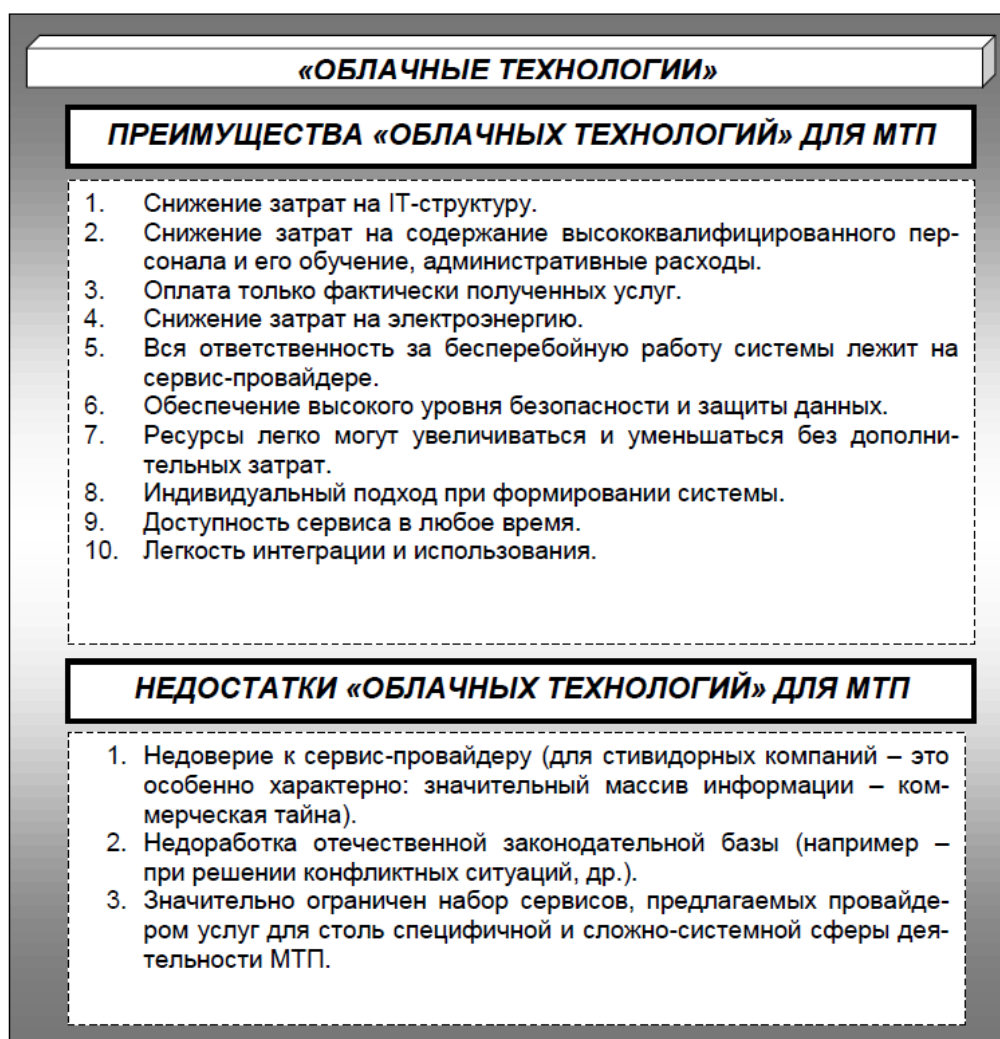 «ОБЛАЧНЫЕ ТЕХНОЛОГИИ»
ПРЕИМУЩЕСТВА «ОБЛАЧНЫХ ТЕХНОЛОГИЙ» ДЛЯ МТП
1. Снижение затрат на IT-структуру.
2. Снижение затрат на содержание высококвалифицированного пер-
сонала и его обучение, административные расходы.
3. Оплата только фактически полученных услуг.
4. Снижение затрат на электроэнергию.
5. Вся ответственность за бесперебойную работу системы лежит на
сервис-провайдере.
6. Обеспечение высокого уровня безопасности и защиты данных.
7. Ресурсы легко могут увеличиваться и уменьшаться без дополни-
тельных затрат.
8. Индивидуальный подход при формировании системы.
9. Доступность сервиса в любое время.
10. Легкость интеграции и использования.
НЕДОСТАТКИ «ОБЛАЧНЫХ ТЕХНОЛОГИЙ» ДЛЯ МТП
1. Недоверие к сервис-провайдеру (для стивидорных компаний – это
особенно характерно: значительный массив информации – ком-
мерческая тайна).
2. Недоработка отечественной законодательной базы (например –
при решении конфликтных ситуаций, др.).
3. Значительно ограничен набор сервисов, предлагаемых провайде-
ром услуг для столь специфичной и сложно-системной сферы дея-
тельности МТП.